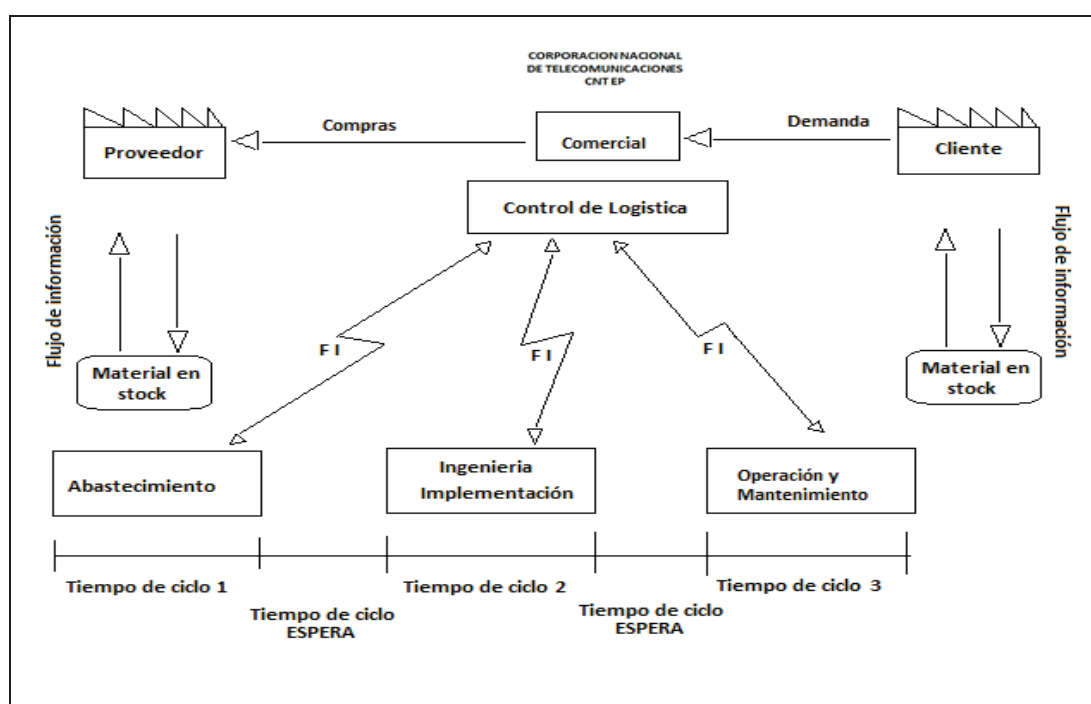 CORPORACION NACIONAL
DE TELECOMUNICACIONES
CNT EP
Proveedor
Compras
Comercial
Demanda
Cliente
Control de Logistica
Flujo de información
Flujo de información
Material en
stock
F I
F I
F I
Material en
stock
Abastecimiento
Ingenieria
Implementación
Operación y
Mantenimiento
Tiempo de ciclo 1
Tiempo de ciclo
ESPERA
Tiempo de ciclo 2
Tiempo de ciclo
ESPERA
Tiempo de ciclo 3